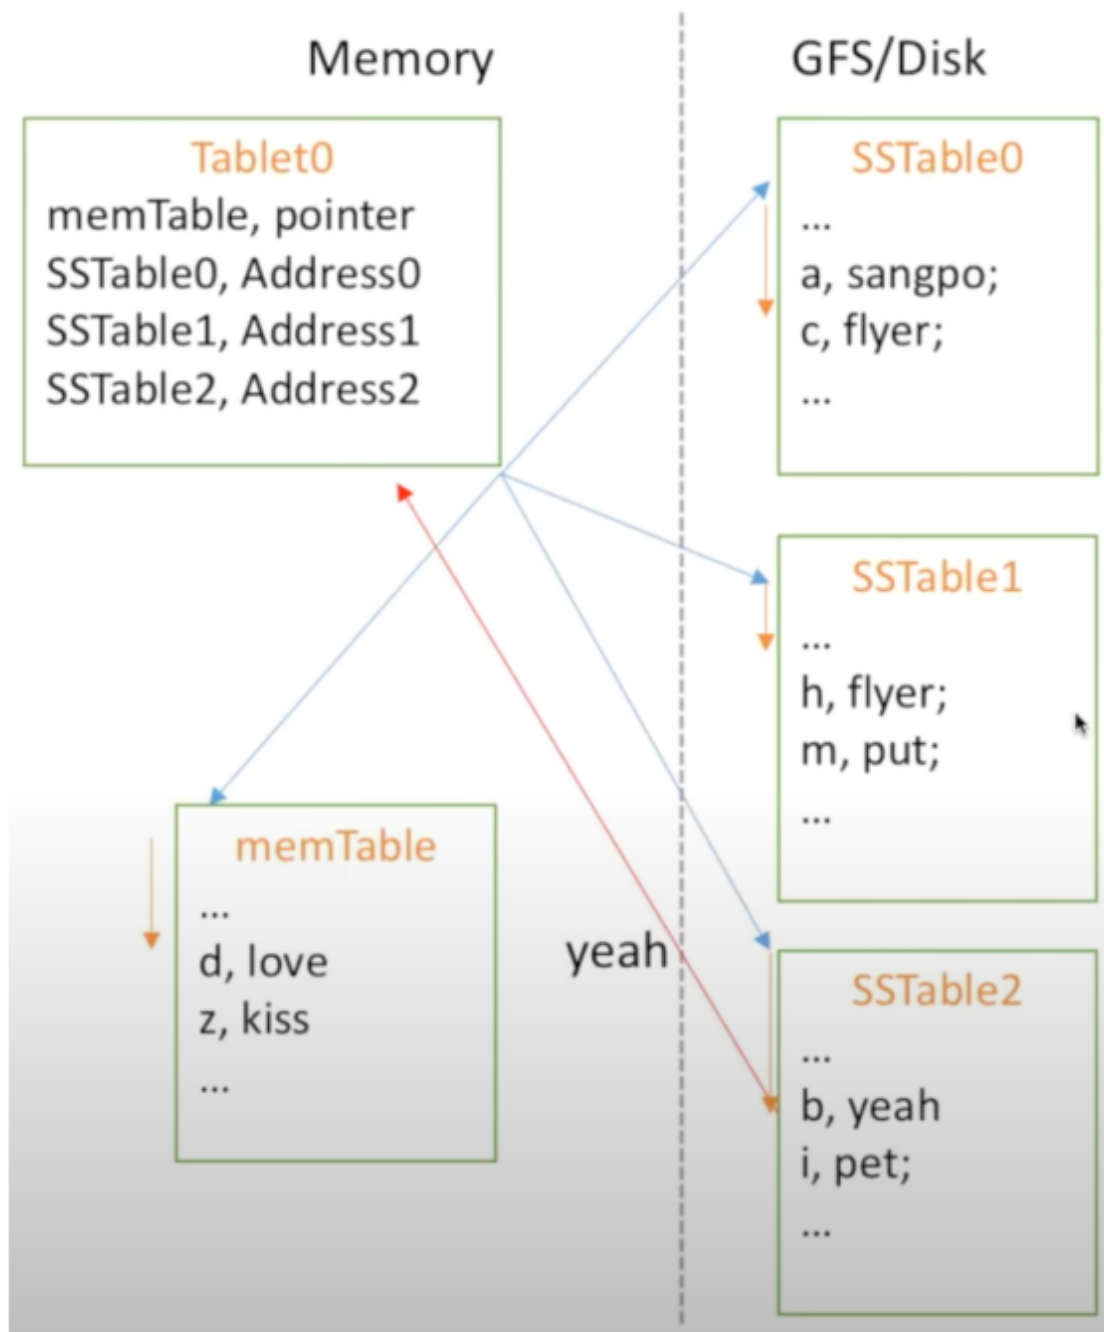 Memory
GFS/Disk
Tablet0
memTable, pointer
SSTable0, Address0
SSTable1, Address1
SSTable2, Address2
SSTable0
...
a, sangpo;
c, flyer;
...
SSTable1
...
h, flyer;
m, put;
...
memTable
...
d, love
z, kiss
...
yeah
SSTable2
...
b, yeah
i, pet;
...